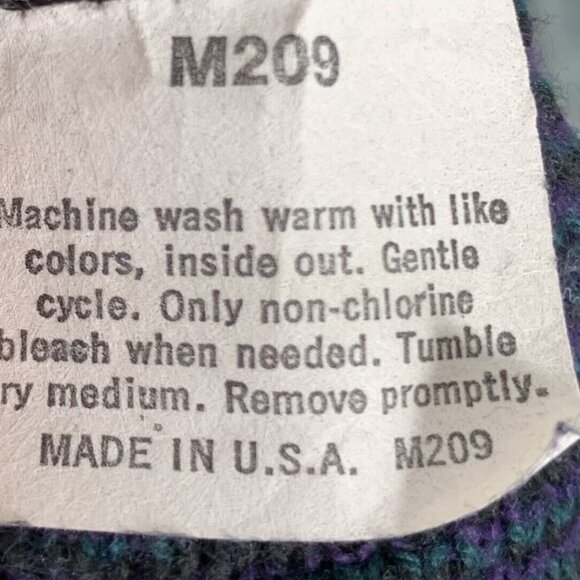 M209
Machine wash warm with like
colors, inside out. Gentle
cycle. Only non-chlorine
bleach when needed. Tumble
ry medium. Remove promptly.
MADE IN U.S.A. M209